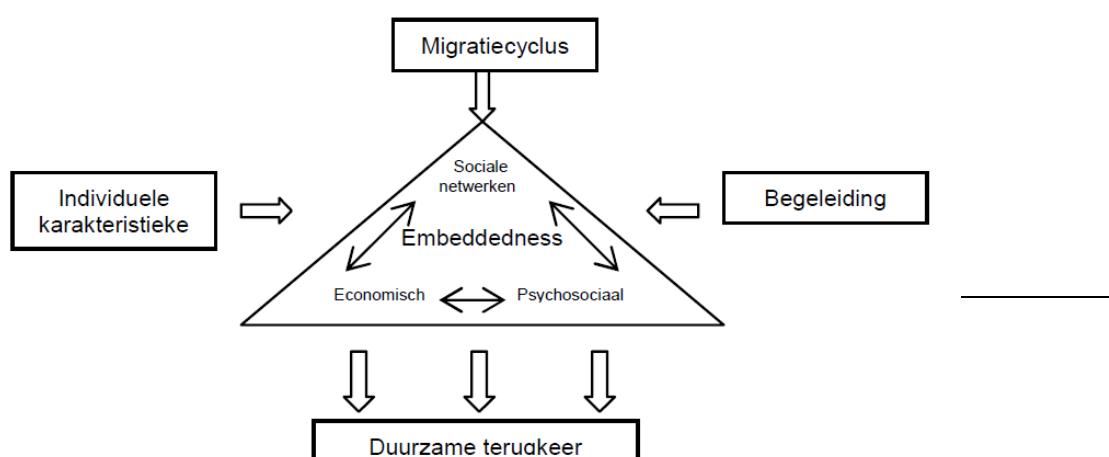 Migratiecyclus
Sociale
netwerken
Individuele
karakteristieke
Begeleiding
Embeddedness
Economisch
Psychosociaal
Duurzame terugkeer